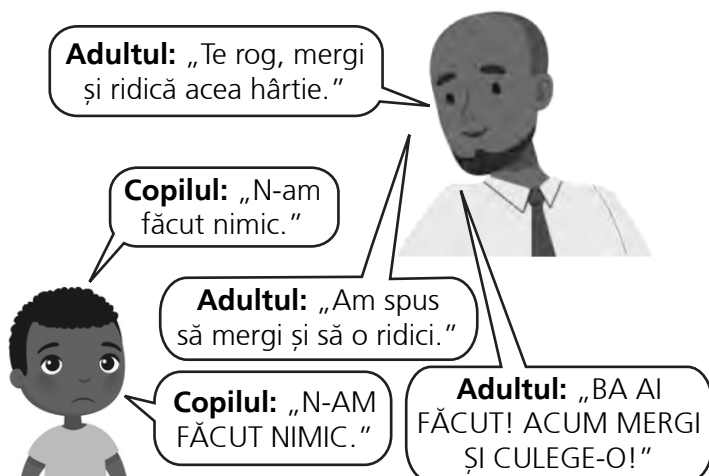 Adultul: „Te rog, mergi
și ridică acea hârtie.”
Copilul: „N-am
făcut nimic.”
Adultul: „Am spus
să mergi și să o ridici.”
Copilul: „N-AM
FĂCUT NIMIC.”
Adultul: „BA AI
FĂCUT! ACUM MERGI
ȘI CULEGE-O!”